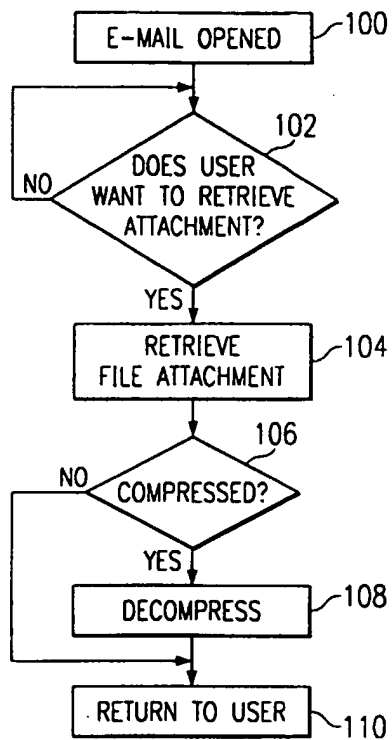 E-MAIL OPENED
100
102
DOES USER
WANT TO RETRIEVE
ATTACHMENT?
NO
YES
RETRIEVE
FILE ATTACHMENT
104
106
NO
COMPRESSED?
YES
DECOMPRESS
108
RETURN TO USER
110